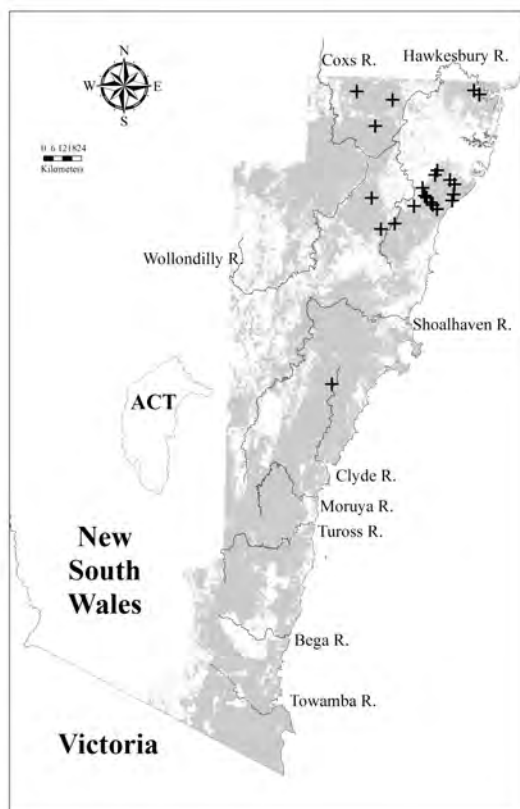 Coxs R.
Hawkesbury R.
N
W
E
S
0 6 12 18 24
Kilometers
Wollondilly R.
Shoalhaven R.
ACT
Clyde R.
Moruya R.
Tuross R.
New
South
Wales
Bega R.
Towamba R.
Victoria